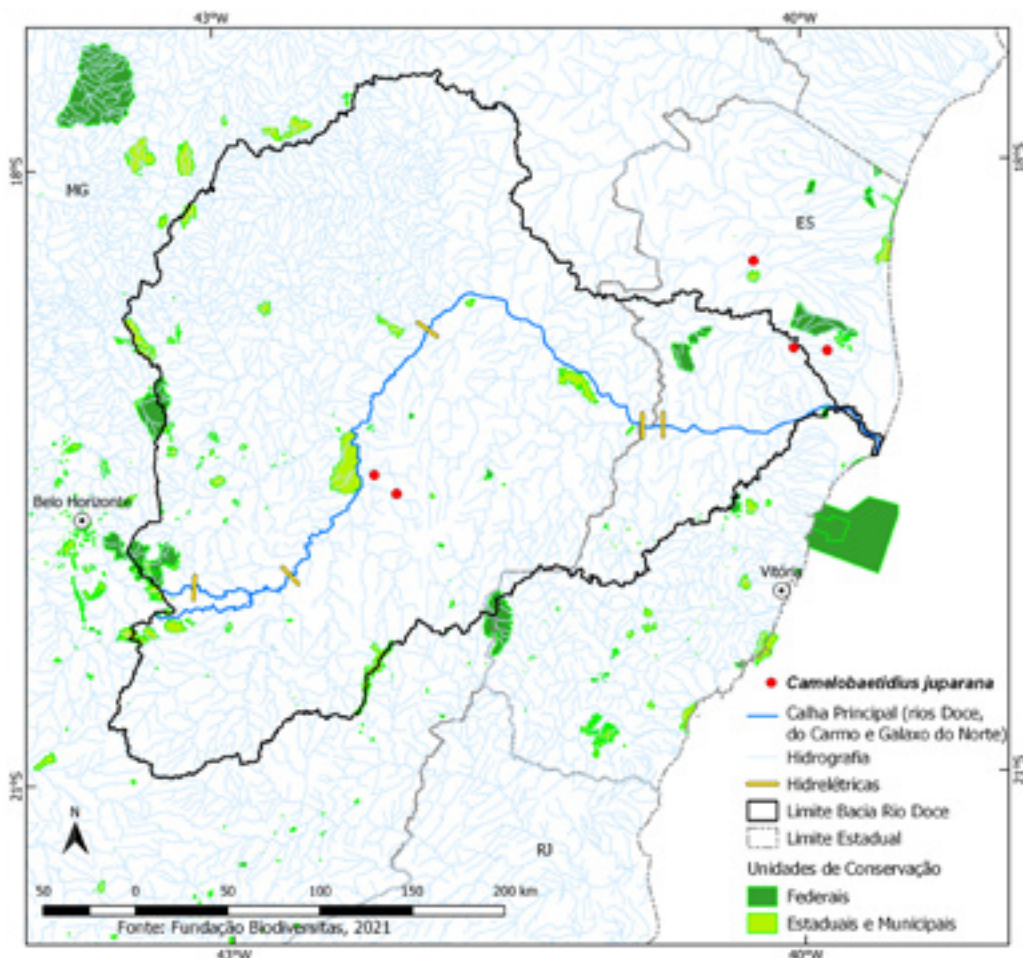 43°W
40°W
18°S
18°S
MG
ES
Belo Horizonte
Vitória
Camelobaetidius juparana
Calha Principal (rios Doce,
do Carmo e Galaxo do Norte)
Hidrografia
Hidrelétricas
Limite Bacia Rio Doce
Limite Estadual
Unidades de Conservação
Federais
Estaduais e Municipais
21°S
21°S
N
RJ
50 0 50 100 150 200 km
Fonte: Fundação Biodiversitas, 2021
43°W
40°W